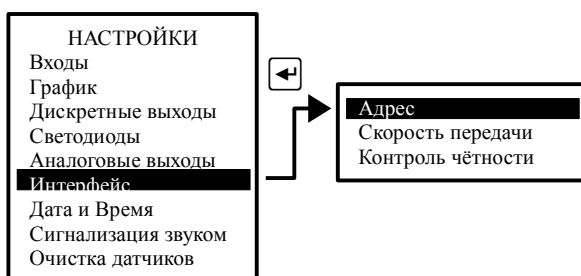 НАСТРОЙКИ
Входы
График
Дискретные выходы
Светодиоды
Аналоговые выходы
Интерфейс
Дата и Время
Сигнализация звуком
Очистка датчиков
Адрес
Скорость передачи
Контроль чётности